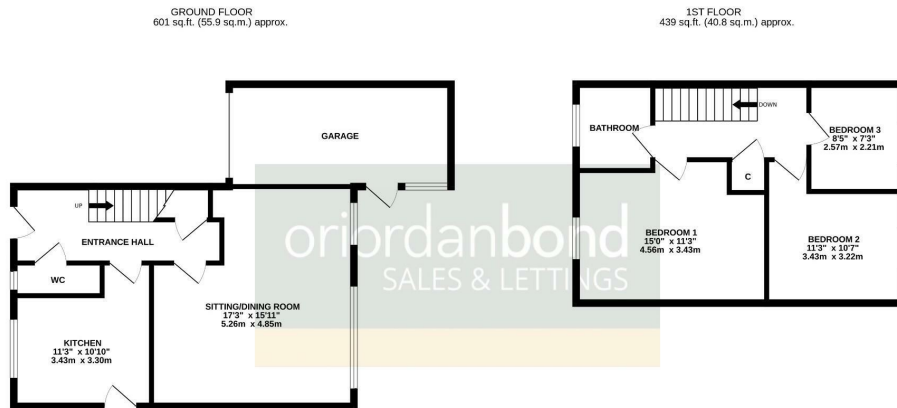 GROUND FLOOR
601 sq.ft. (55.9 sq.m.) approx.
1ST FLOOR
439 sq.ft. (40.8 sq.m.) approx.
GARAGE
UP
ENTRANCE HALL
WC
SITTING/DINING ROOM
17'3" x 15'11"
5.26m x 4.85m
KITCHEN
11'3" x 10'10"
3.43m x 3.30m
DOWN
BATHROOM
BEDROOM 3
8'5" x 7'3"
2.57m x 2.21m
C
BEDROOM 1
15'0" x 11'3"
4.56m x 3.43m
BEDROOM 2
11'3" x 10'7"
3.43m x 3.22m
oriordanbond
SALES & LETTINGS